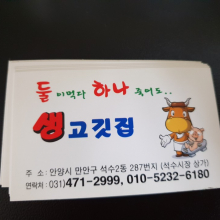 둘 이먹다 하나 죽어도..
생고깃집
주 소 : 안양시 만안구 석수2동 287번지 (석수시장 상가)
연락처 : 031)471-2999, 010-5232-6180